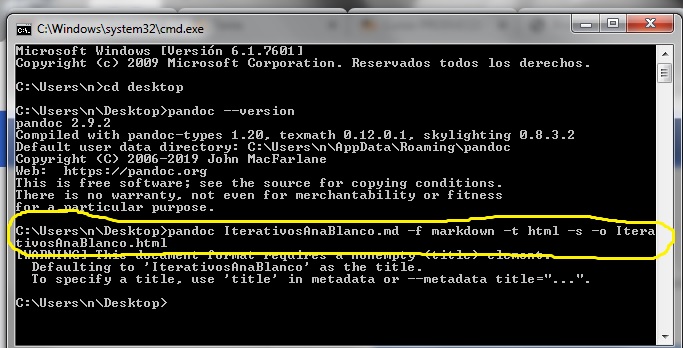 C:\Windows\system32\cmd.exe
Microsoft Windows [Versión 6.1.7601]
Copyright (c) 2009 Microsoft Corporation. Reservados todos los derechos.
C:\Users\n>cd desktop
C:\Users\n\Desktop>pandoc --version
pandoc 2.9.2
Compiled with pandoc-types 1.20, texmath 0.12.0.1, skylighting 0.8.3.2
Default user data directory: C:\Users\n\AppData\Roaming\pandoc
Copyright (C) 2006-2019 John MacFarlane
Web:  https://pandoc.org
This is free software; see the source for copying conditions.
There is no warranty, not even for merchantability or fitness
for a particular purpose.
C:\Users\n\Desktop>pandoc IterativosAnaBlanco.md -f markdown -t html -s -o Itera
tivosAnaBlanco.html
[WARNING] This document format requires a nonempty <title> element.
  Defaulting to 'IterativosAnaBlanco' as the title.
  To specify a title, use 'title' in metadata or --metadata title="...".
C:\Users\n\Desktop>